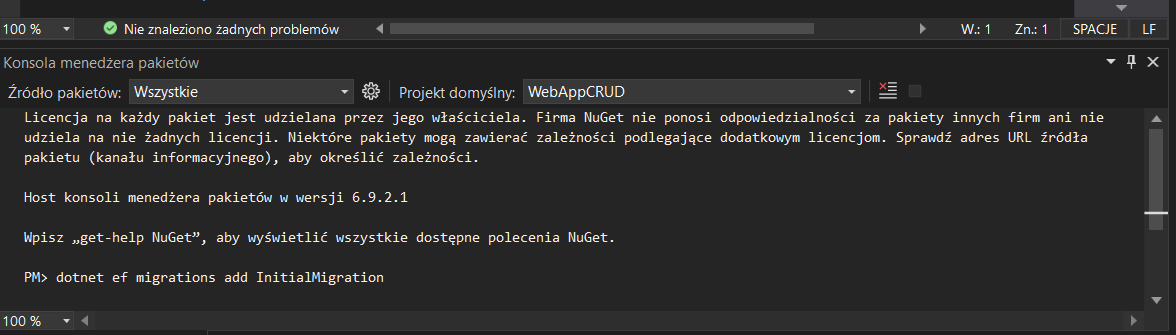 100 % Nie znaleziono żadnych problemów W.: 1 Zn.: 1 SPACJE LF
Konsola menedżera pakietów
Źródło pakietów: Wszystkie Projekt domyślny: WebAppCRUD
Licencja na każdy pakiet jest udzielana przez jego właściciela. Firma NuGet nie ponosi odpowiedzialności za pakiety innych firm ani nie
udziela na nie żadnych licencji. Niektóre pakiety mogą zawierać zależności podlegające dodatkowym licencjom. Sprawdź adres URL źródła
pakietu (kanału informacyjnego), aby określić zależności.
Host konsoli menedżera pakietów w wersji 6.9.2.1
Wpisz „get-help NuGet”, aby wyświetlić wszystkie dostępne polecenia NuGet.
PM> dotnet ef migrations add InitialMigration
100 %